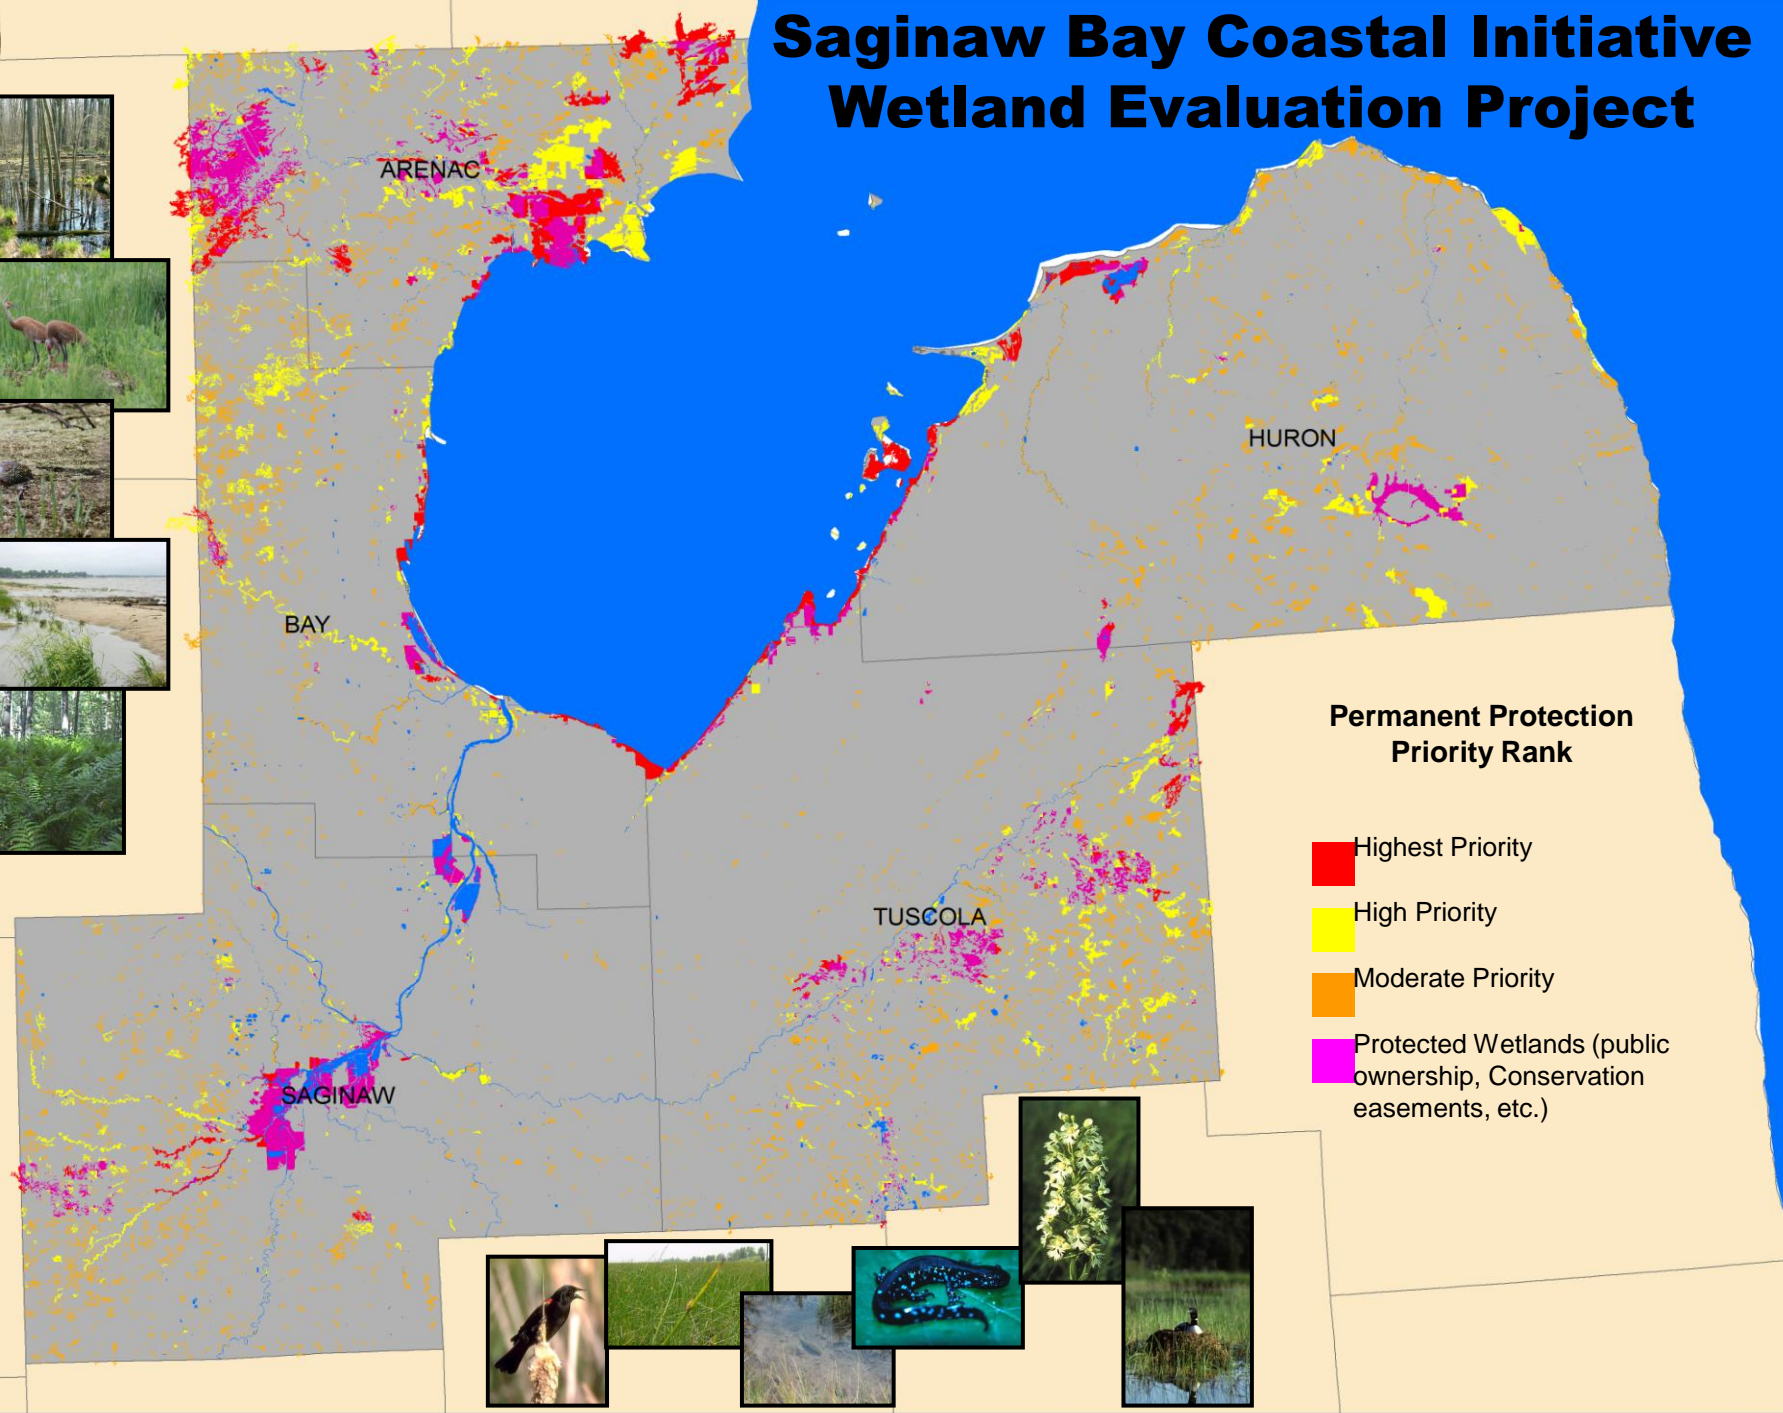 Saginaw Bay Coastal Initiative
Wetland Evaluation Project
ARENAC
HURON
BAY
TUSCOLA
SAGINAW
Permanent Protection
Priority Rank
Highest Priority
High Priority
Moderate Priority
Protected Wetlands (public
ownership, Conservation
easements, etc.)